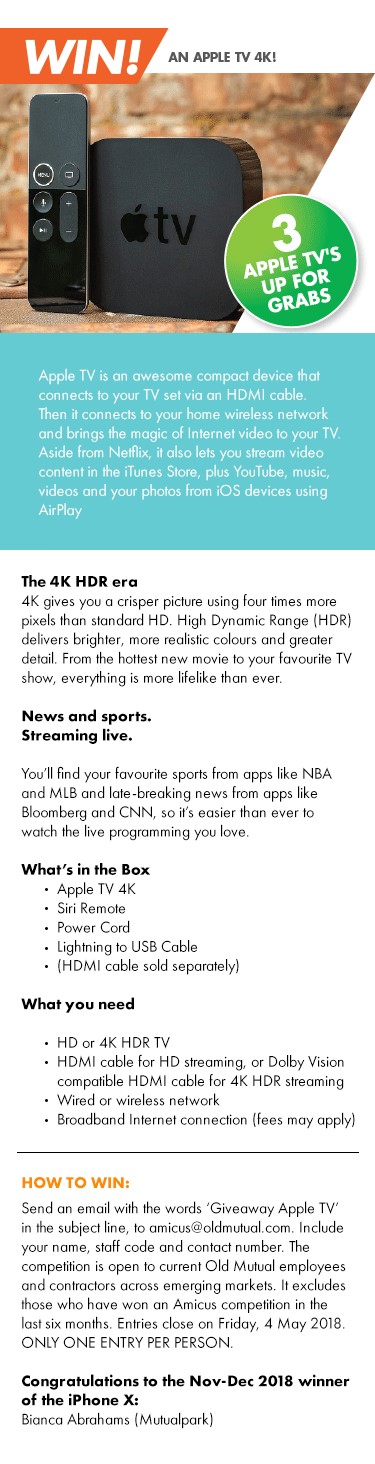 WIN!
AN APPLE TV 4K!
MENU
tv
3
APPLE TV'S
UP FOR
GRABS
Apple TV is an awesome compact device that
connects to your TV set via an HDMI cable.
Then it connects to your home wireless network
and brings the magic of Internet video to your TV.
Aside from Netflix, it also lets you stream video
content in the iTunes Store, plus YouTube, music,
videos and your photos from iOS devices using
AirPlay
The 4K HDR era
4K gives you a crisper picture using four times more
pixels than standard HD. High Dynamic Range (HDR)
delivers brighter, more realistic colours and greater
detail. From the hottest new movie to your favourite TV
show, everything is more lifelike than ever.
News and sports.
Streaming live.
You'll find your favourite sports from apps like NBA
and MLB and late-breaking news from apps like
Bloomberg and CNN, so it's easier than ever to
watch the live programming you love.
What's in the Box
• Apple TV 4K
• Siri Remote
• Power Cord
• Lightning to USB Cable
• (HDMI cable sold separately)
What you need
• HD or 4K HDR TV
• HDMI cable for HD streaming, or Dolby Vision
compatible HDMI cable for 4K HDR streaming
• Wired or wireless network
• Broadband Internet connection (fees may apply)
HOW TO WIN:
Send an email with the words ‘Giveaway Apple TV’
in the subject line, to amicus@oldmutual.com. Include
your name, staff code and contact number. The
competition is open to current Old Mutual employees
and contractors across emerging markets. It excludes
those who have won an Amicus competition in the
last six months. Entries close on Friday, 4 May 2018.
ONLY ONE ENTRY PER PERSON.
Congratulations to the Nov-Dec 2018 winner
of the iPhone X:
Bianca Abrahams (Mutualpark)